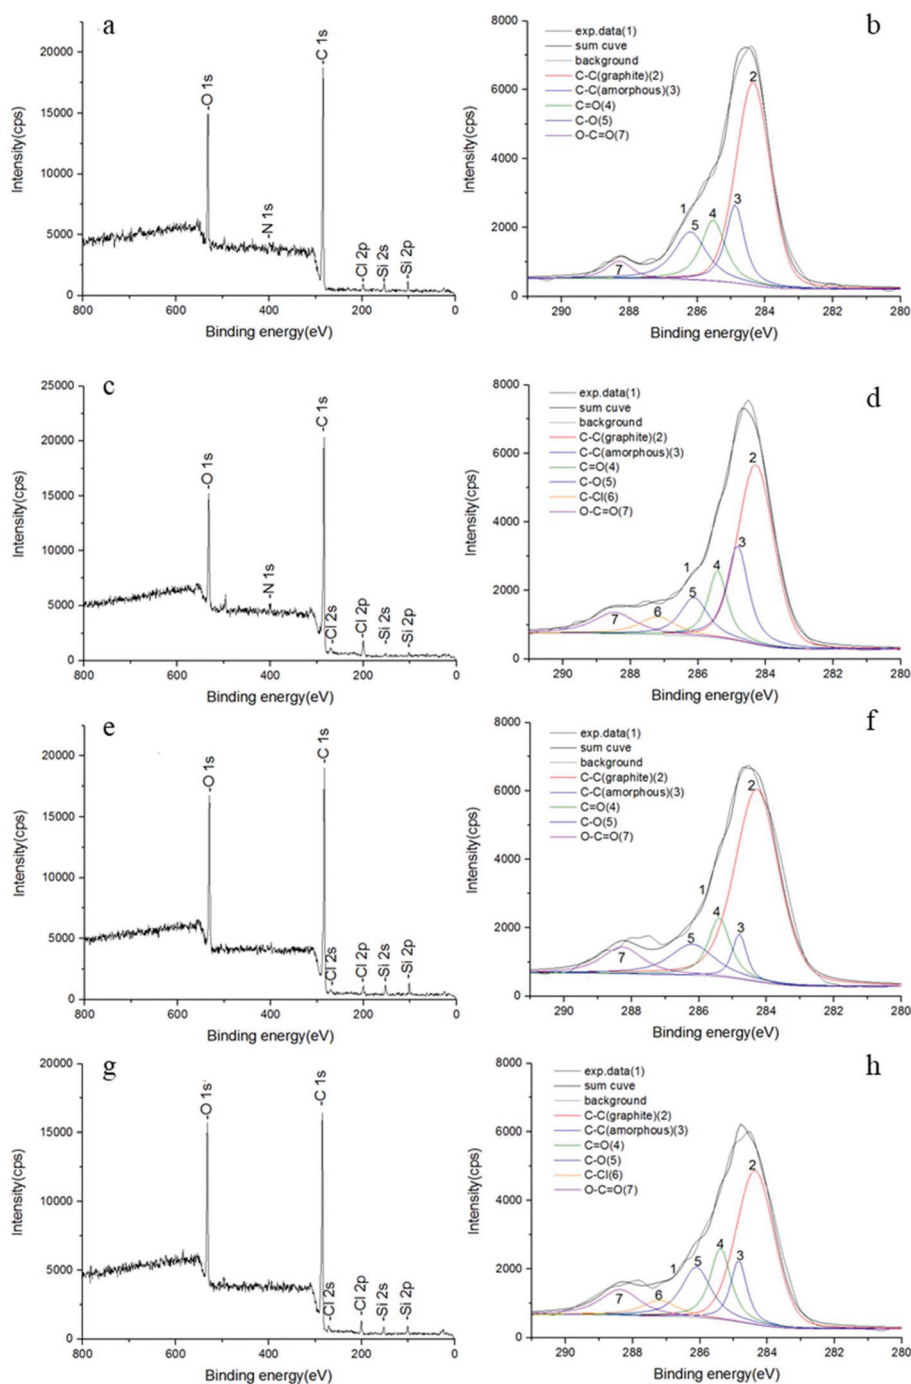 a
Intensity(cps)
20000
15000
10000
5000
0
O 1s
-N 1s
C 1s
-Cl 2p
-Si 2s
-Si 2p
800 600 400 200 0
Binding energy(eV)
b
Intensity(cps)
8000
6000
4000
2000
0
exp.data(1)
sum cuve
background
C-C(graphite)(2)
C-C(amorphous)(3)
C=O(4)
C-O(5)
O-C=O(7)
1
2
3
4
5
7
290 288 286 284 282 280
Binding energy(eV)
c
Intensity(cps)
25000
20000
15000
10000
5000
0
O 1s
-N 1s
-C 1s
Cl 2s
-Cl 2p
-Si 2s
-Si 2p
800 600 400 200 0
Binding energy(eV)
d
Intensity(cps)
8000
6000
4000
2000
0
exp.data(1)
sum cuve
background
C-C(graphite)(2)
C-C(amorphous)(3)
C=O(4)
C-O(5)
C-Cl(6)
O-C=O(7)
1
2
3
4
5
6
7
290 288 286 284 282 280
Binding energy(eV)
e
Intensity(cps)
20000
15000
10000
5000
0
O 1s
-C 1s
Cl 2s
-Cl 2p
-Si 2s
-Si 2p
800 600 400 200 0
Binding energy(eV)
f
Intensity(cps)
8000
6000
4000
2000
0
exp.data(1)
sum cuve
background
C-C(graphite)(2)
C-C(amorphous)(3)
C=O(4)
C-O(5)
O-C=O(7)
1
2
3
4
5
7
290 288 286 284 282 280
Binding energy(eV)
g
Intensity(cps)
20000
15000
10000
5000
0
-O 1s
-C 1s
Cl 2s
-Cl 2p
-Si 2s
-Si 2p
800 600 400 200 0
Binding energy(eV)
h
Intensity(cps)
8000
6000
4000
2000
0
exp.data(1)
sum cuve
background
C-C(graphite)(2)
C-C(amorphous)(3)
C=O(4)
C-O(5)
C-Cl(6)
O-C=O(7)
1
2
3
4
5
6
7
290 288 286 284 282 280
Binding energy(eV)